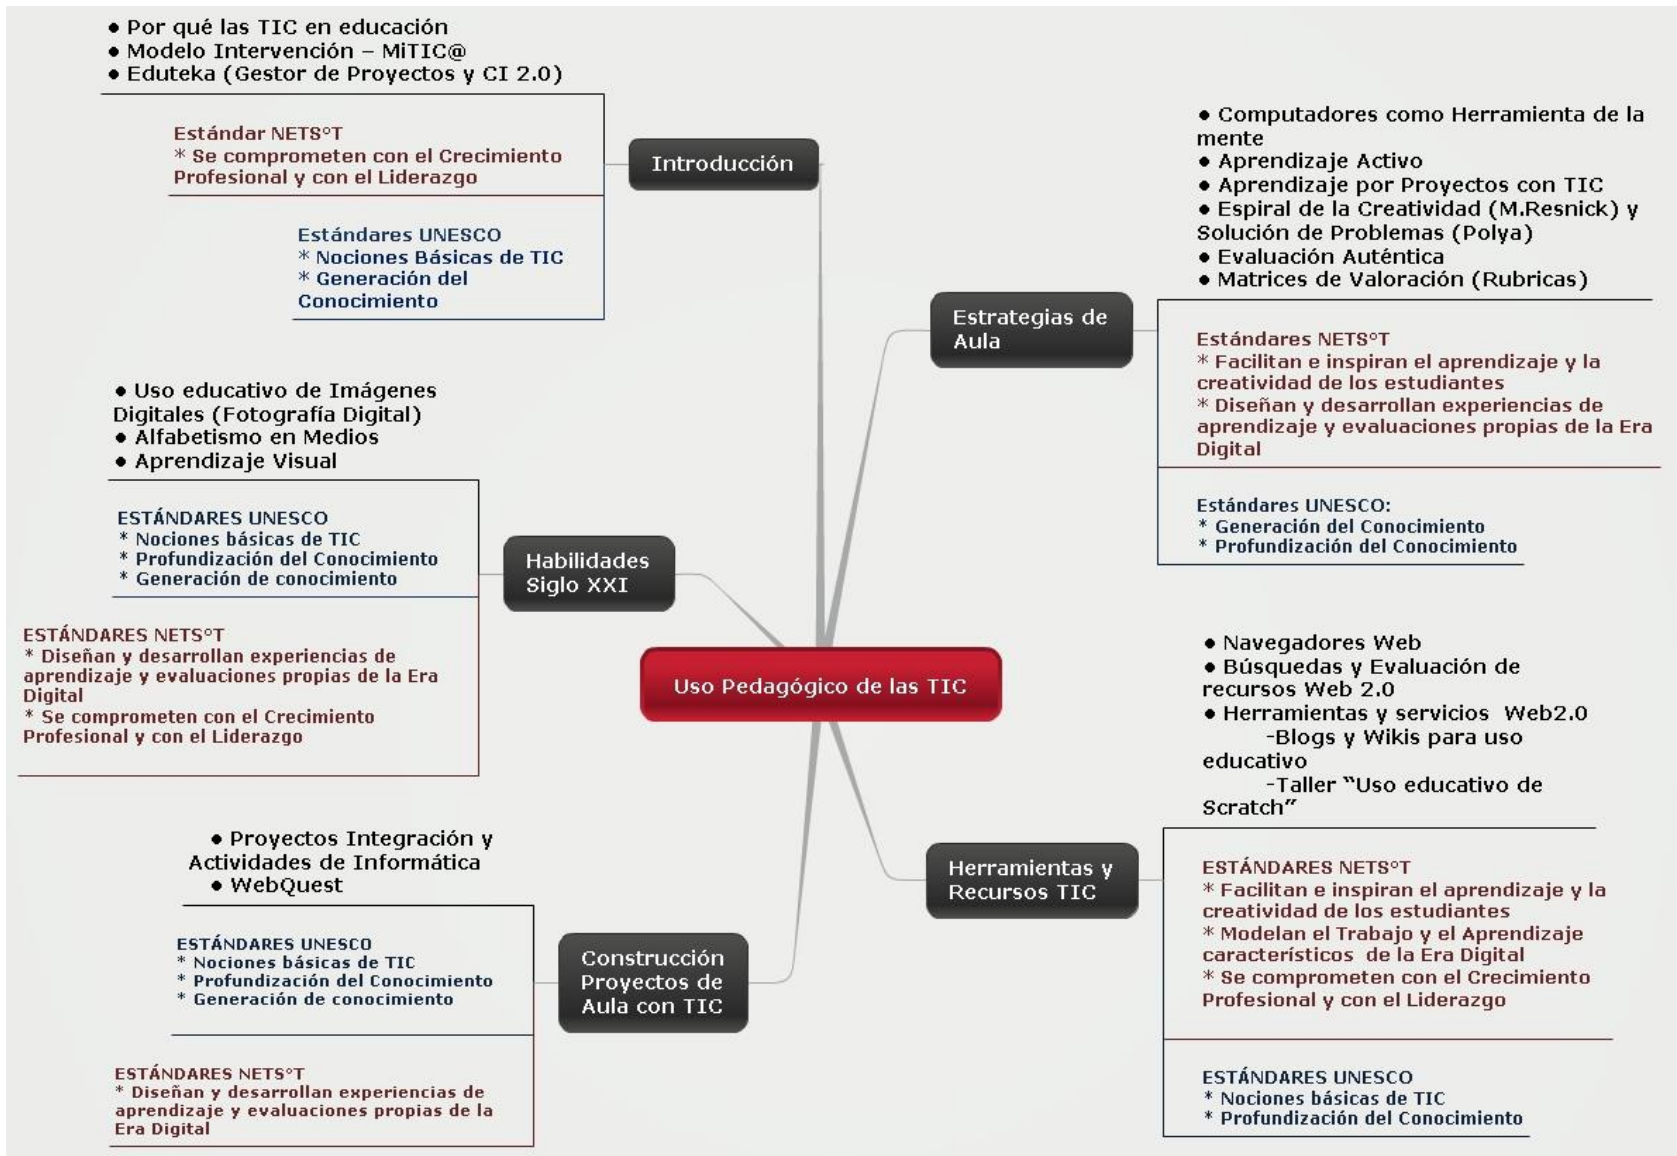 ● Por qué las TIC en educación
● Modelo Intervención – MiTIC@
● Eduteka (Gestor de Proyectos y CI 2.0)
Estándar NETS°T
* Se comprometen con el Crecimiento
Profesional y con el Liderazgo
Estándares UNESCO
* Nociones Básicas de TIC
* Generación del
Conocimiento
Introducción
● Computadores como Herramienta de la
mente
● Aprendizaje Activo
● Aprendizaje por Proyectos con TIC
● Espiral de la Creatividad (M.Resnick) y
Solución de Problemas (Polya)
● Evaluación Auténtica
● Matrices de Valoración (Rubricas)
Estrategias de
Aula
Estándares NETS°T
* Facilitan e inspiran el aprendizaje y la
creatividad de los estudiantes
* Diseñan y desarrollan experiencias de
aprendizaje y evaluaciones propias de la Era
Digital
Estándares UNESCO:
* Generación del Conocimiento
* Profundización del Conocimiento
● Uso educativo de Imágenes
Digitales (Fotografía Digital)
● Alfabetismo en Medios
● Aprendizaje Visual
ESTÁNDARES UNESCO
* Nociones básicas de TIC
* Profundización del Conocimiento
* Generación de conocimiento
Habilidades
Siglo XXI
ESTÁNDARES NETS°T
* Diseñan y desarrollan experiencias de
aprendizaje y evaluaciones propias de la Era
Digital
* Se comprometen con el Crecimiento
Profesional y con el Liderazgo
Uso Pedagógico de las TIC
● Navegadores Web
● Búsquedas y Evaluación de
recursos Web 2.0
● Herramientas y servicios Web2.0
-Blogs y Wikis para uso
educativo
-Taller “Uso educativo de
Scratch”
Herramientas y
Recursos TIC
ESTÁNDARES NETS°T
* Facilitan e inspiran el aprendizaje y la
creatividad de los estudiantes
* Modelan el Trabajo y el Aprendizaje
característicos de la Era Digital
* Se comprometen con el Crecimiento
Profesional y con el Liderazgo
ESTÁNDARES UNESCO
* Nociones básicas de TIC
* Profundización del Conocimiento
● Proyectos Integración y
Actividades de Informática
● WebQuest
ESTÁNDARES UNESCO
* Nociones básicas de TIC
* Profundización del Conocimiento
* Generación de conocimiento
Construcción
Proyectos de
Aula con TIC
ESTÁNDARES NETS°T
* Diseñan y desarrollan experiencias de
aprendizaje y evaluaciones propias de la
Era Digital